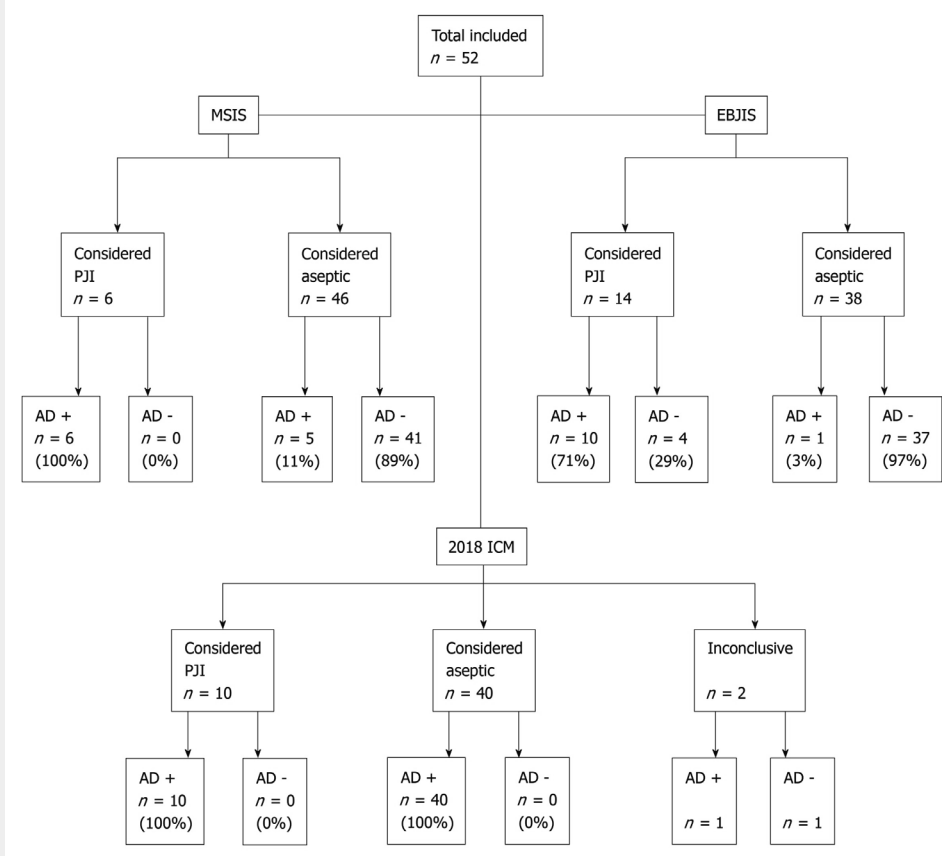 Total included
n = 52
MSIS
EBJIS
Considered
PJI
n = 6
Considered
aseptic
n = 46
Considered
PJI
n = 14
Considered
aseptic
n = 38
AD +
n = 6
(100%)
AD -
n = 0
(0%)
AD +
n = 5
(11%)
AD -
n = 41
(89%)
AD +
n = 10
(71%)
AD -
n = 4
(29%)
AD +
n = 1
(3%)
AD -
n = 37
(97%)
2018 ICM
Considered
PJI
n = 10
Considered
aseptic
n = 40
Inconclusive
n = 2
AD +
n = 10
(100%)
AD -
n = 0
(0%)
AD +
n = 40
(100%)
AD -
n = 0
(0%)
AD +
n = 1
AD -
n = 1